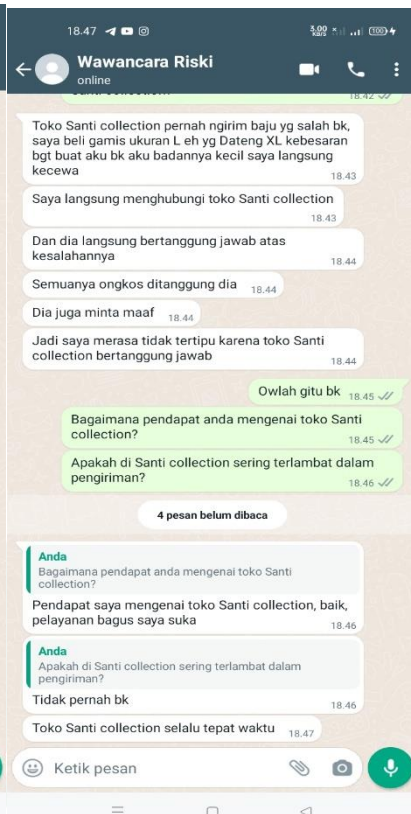 18.47
3,00 KB/S
100
Wawancara Riski
online
18.42
Toko Santi collection pernah ngirim baju yg salah bk,
saya beli gamis ukuran L eh yg Dateng XL kebesaran
bgt buat aku bk aku badannya kecil saya langsung
kecewa
18.43
Saya langsung menghubungi toko Santi collection
18.43
Dan dia langsung bertanggung jawab atas
kesalahannya
18.44
Semuanya ongkos ditanggung dia 18.44
Dia juga minta maaf 18.44
Jadi saya merasa tidak tertipu karena toko Santi
collection bertanggung jawab
18.44
Owlah gitu bk 18.45
Bagaimana pendapat anda mengenai toko Santi
collection?
18.45
Apakah di Santi collection sering terlambat dalam
pengiriman?
18.46
4 pesan belum dibaca
Anda
Bagaimana pendapat anda mengenai toko Santi
collection?
Pendapat saya mengenai toko Santi collection, baik,
pelayanan bagus saya suka
18.46
Anda
Apakah di Santi collection sering terlambat dalam
pengiriman?
Tidak pernah bk
18.46
Toko Santi collection selalu tepat waktu 18.47
Ketik pesan